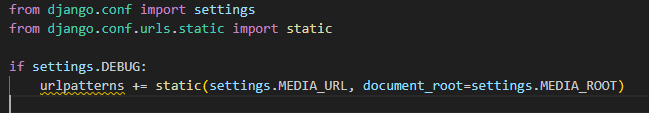 from django.conf import settings
from django.conf.urls.static import static
if settings.DEBUG:
    urlpatterns += static(settings.MEDIA_URL, document_root=settings.MEDIA_ROOT)